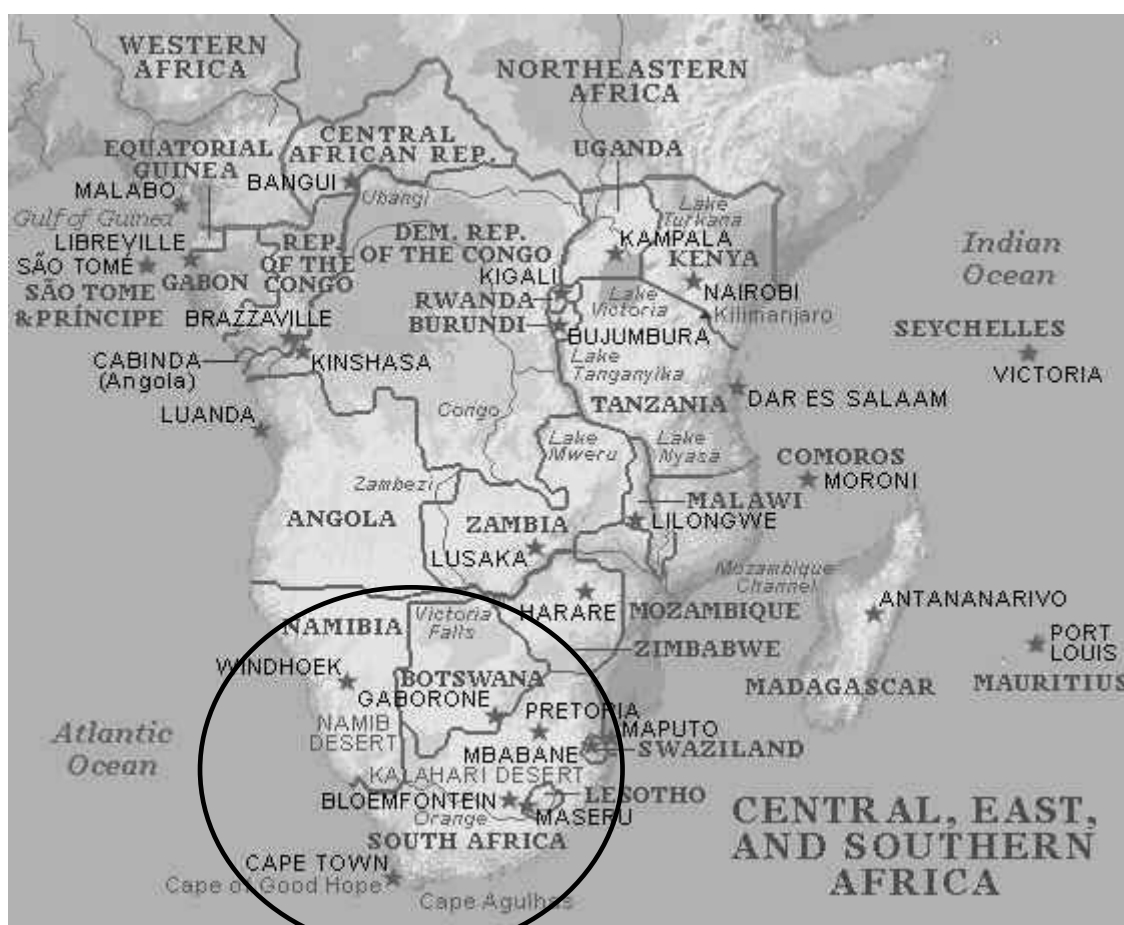 WESTERN
AFRICA
NORTHEASTERN
AFRICA
CENTRAL
AFRICAN REP.
EQUATORIAL
GUINEA
UGANDA
MALABO
BANGUI
Ubangi
Lake
Turkana
Gulf of Guinea
LIBREVILLE
REP.
OF THE
CONGO
DEM. REP.
OF THE CONGO
KAMPALA
KENYA
Indian
Ocean
SÃO TOMÉ
GABON
KIGALI
NAIROBI
SÃO TOME
&PRÍNCIPE
RWANDA
Lake
Victoria
Kilimanjaro
BRAZZAVILLE
BURUNDI
BUJUMBURA
SEYCHELLES
CABINDA
(Angola)
KINSHASA
Lake
Tanganyika
VICTORIA
LUANDA
Congo
TANZANIA
DAR ES SALAAM
Lake
Mweru
Lake
Nyasa
COMOROS
MORONI
Zambezi
MALAWI
ANGOLA
ZAMBIA
LILONGWE
LUSAKA
Mozambique
Channel
NAMIBIA
Victoria
Falls
HARARE
MOZAMBIQUE
ANTANANARIVO
ZIMBABWE
PORT
LOUIS
WINDHOEK
BOTSWANA
GABORONE
MADAGASCAR
MAURITIUS
NAMIB
DESERT
PRETORIA
MAPUTO
Atlantic
Ocean
MBABANE
SWAZILAND
KALAHARI DESERT
BLOEMFONTEIN
LESOTHO
Orange
MASERU
SOUTH AFRICA
CENTRAL, EAST,
AND SOUTHERN
AFRICA
CAPE TOWN
Cape of Good Hope
Cape Agulhas